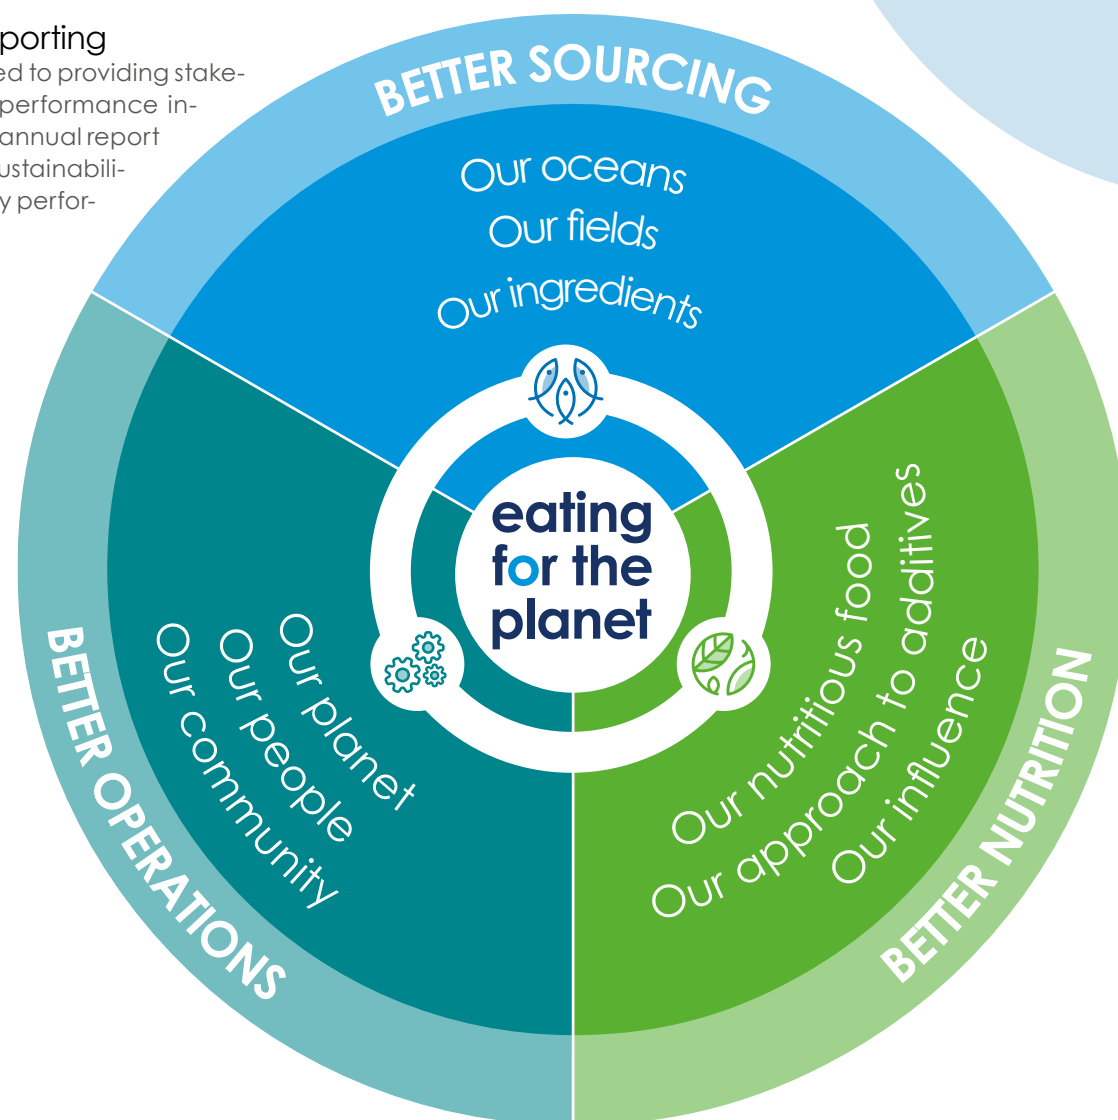 porting
ed to providing stake-
performance in-
annual report
ustainabili-
y perfor-
BETTER SOURCING
Our oceans
Our fields
Our ingredients
eating
for the
planet
Our nutritious food
Our approach to additives
Our influence
BETTER NUTRITION
Our planet
Our people
Our community
BETTER OPERATIONS